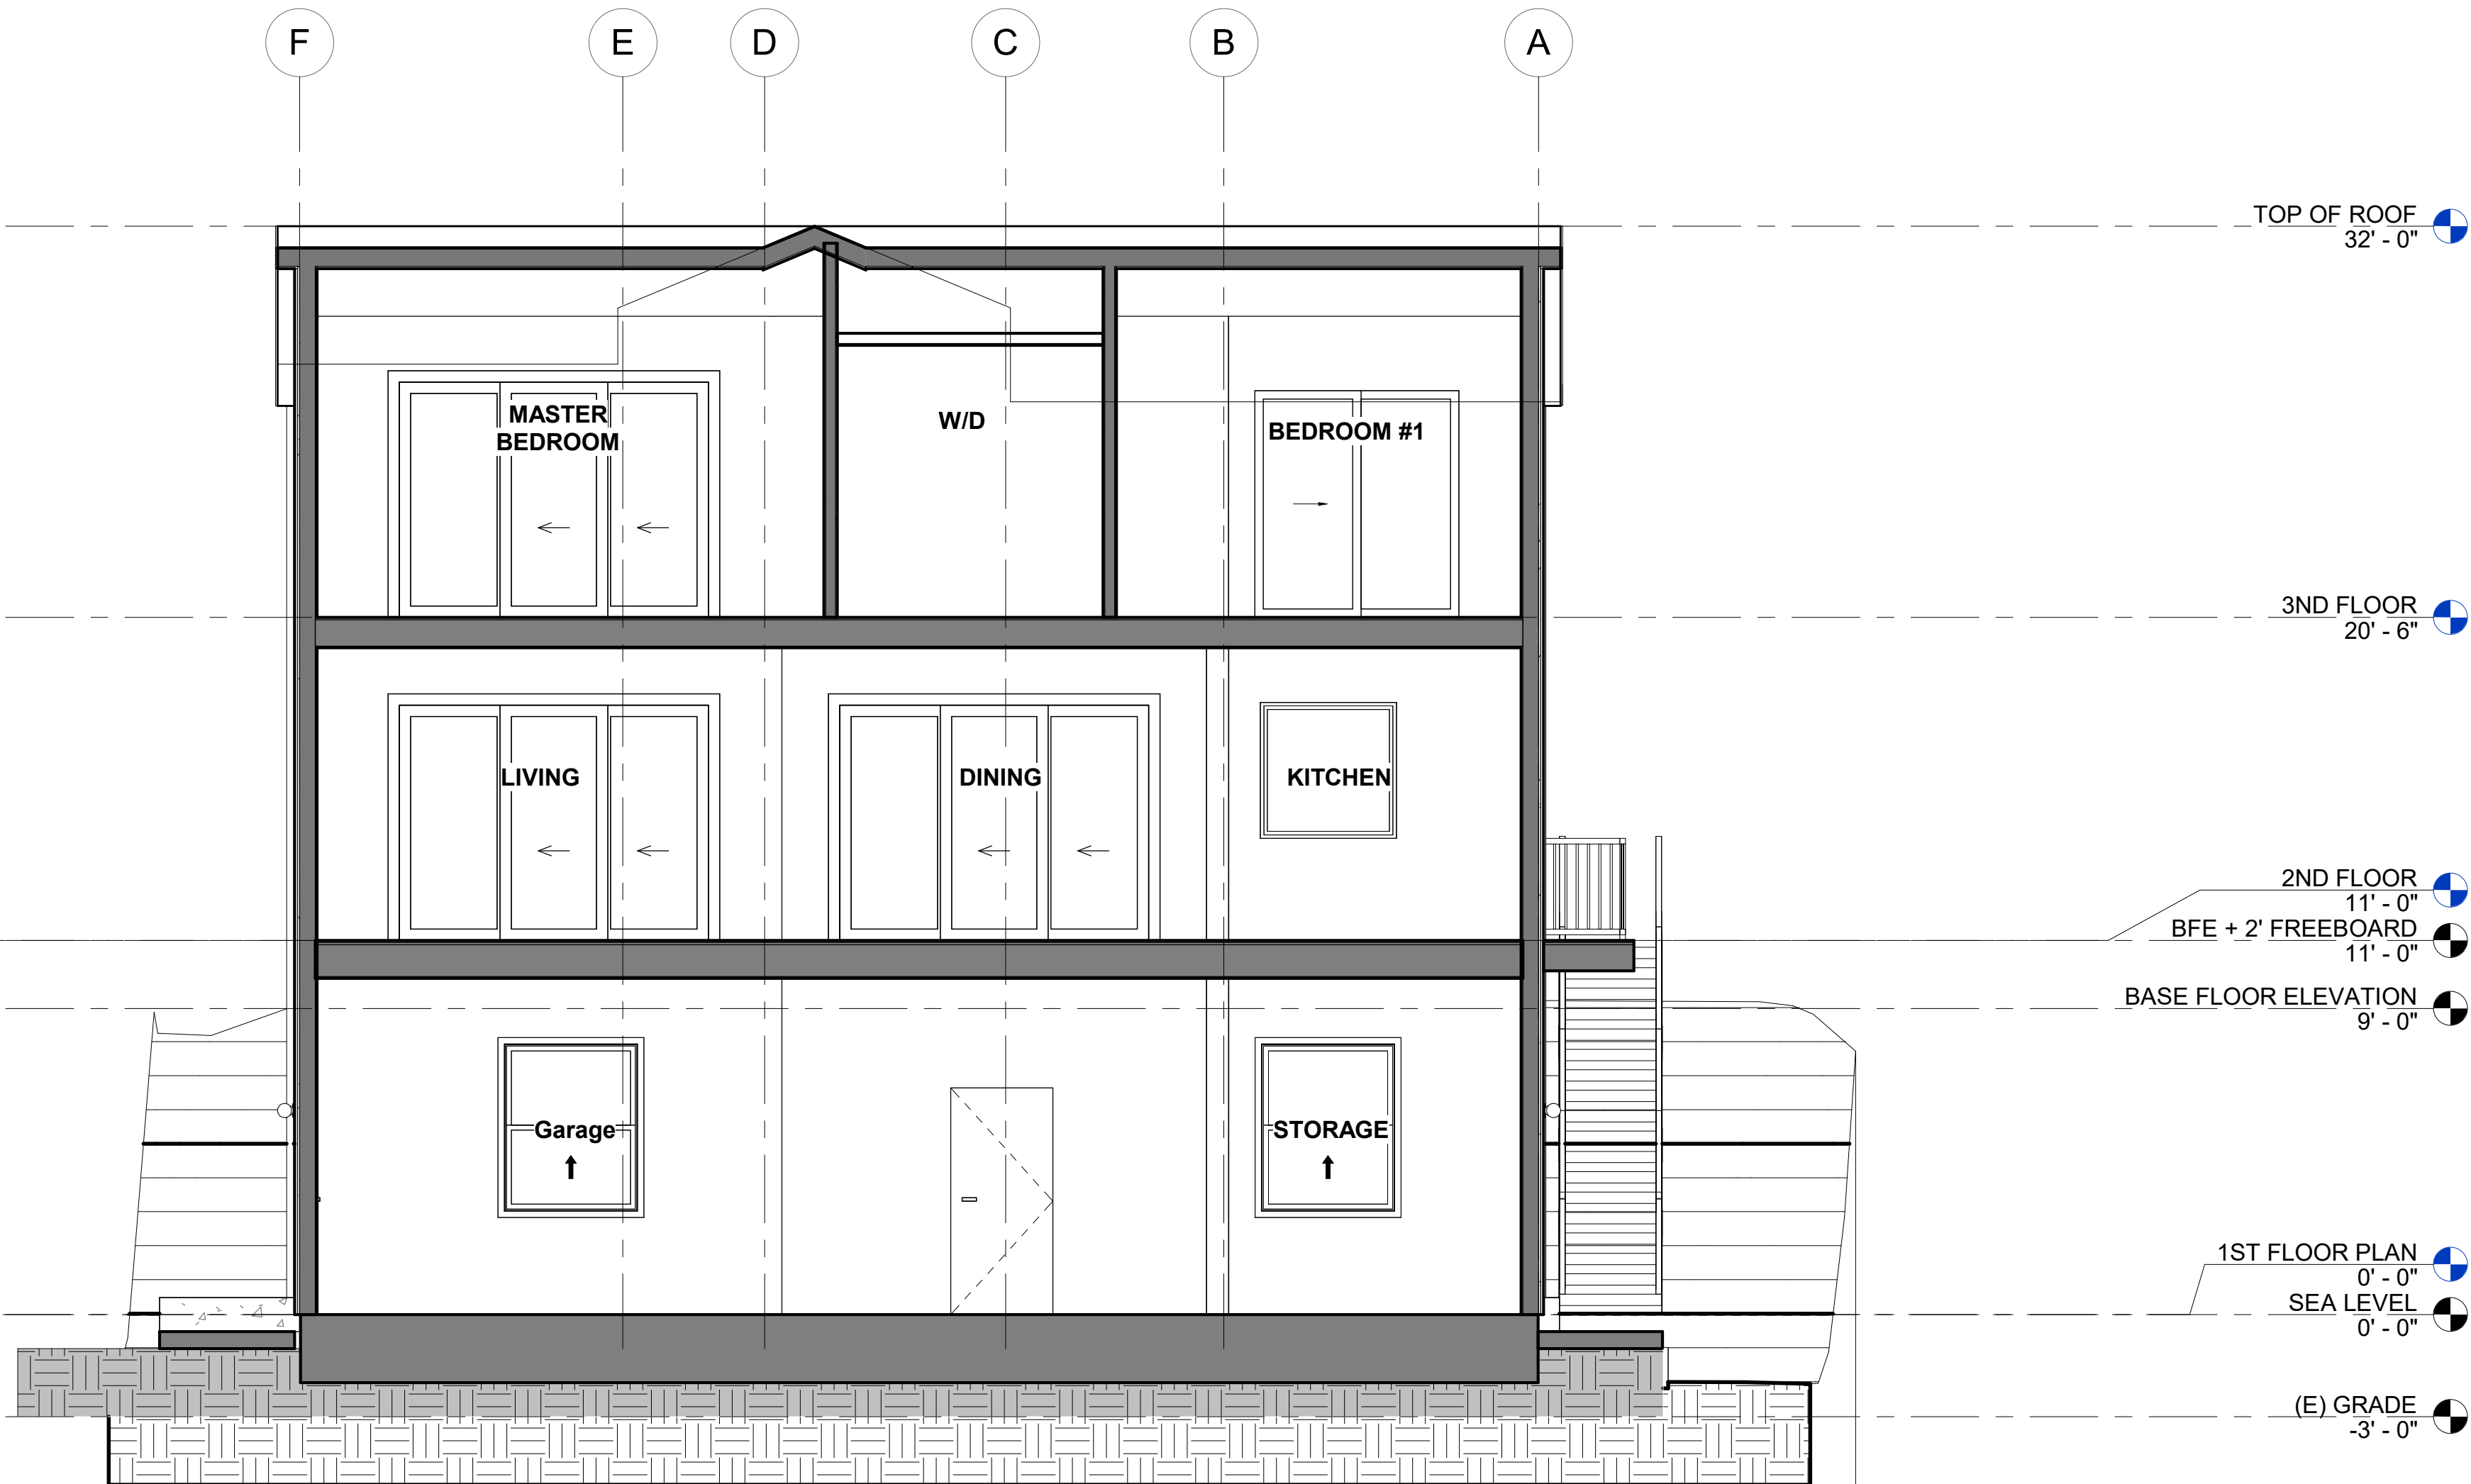 F E D C B A
TOP OF ROOF
32' - 0"
MASTER
BEDROOM
W/D
BEDROOM #1
3ND FLOOR
20' - 6"
LIVING
DINING
KITCHEN
2ND FLOOR
11' - 0"
BFE + 2' FREEBOARD
11' - 0"
BASE FLOOR ELEVATION
9' - 0"
Garage
STORAGE
1ST FLOOR PLAN
0' - 0"
SEA LEVEL
0' - 0"
(E) GRADE
-3' - 0"